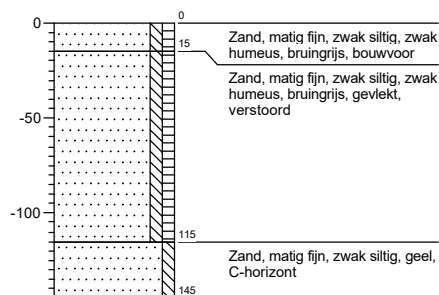 0
0
Zand, matig fijn, zwak siltig, zwak
humeus, bruingrijs, bouwvoor
15
Zand, matig fijn, zwak siltig, zwak
humeus, bruingrijs, gevlekt,
verstoord
-50
-100
115
Zand, matig fijn, zwak siltig, geel,
C-horizont
145